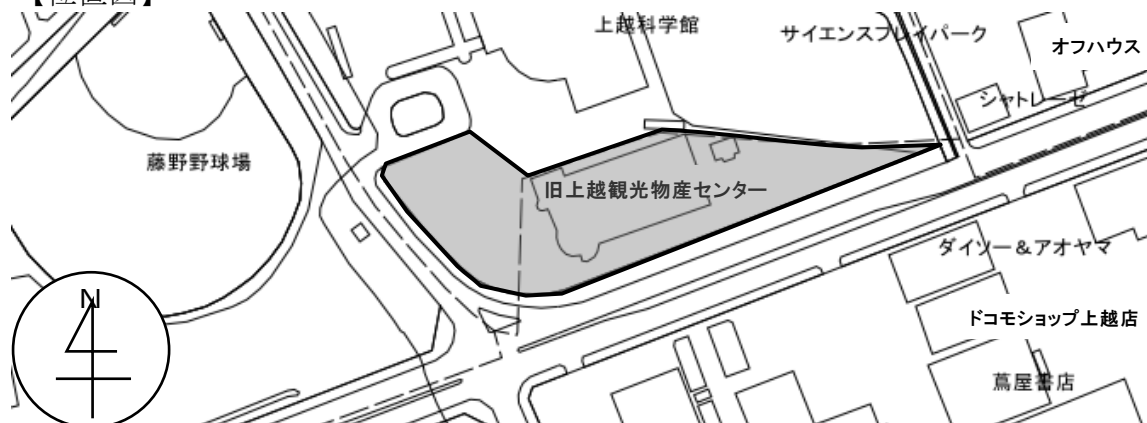 【位置図】
上越科学館
サイエンスプレイパーク
オフハウス
シャトレーゼ
藤野野球場
旧上越観光物産センター
ダイソー＆アオヤマ
N
ドコモショップ上越店
蔦屋書店